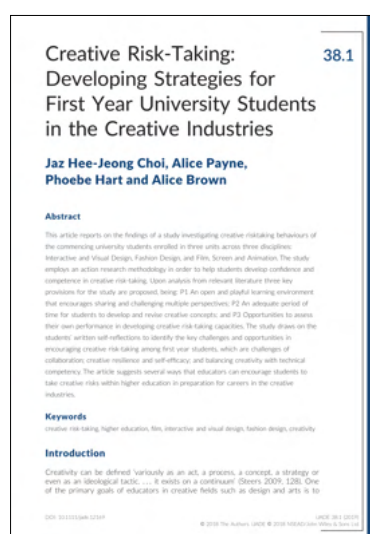 Creative Risk-Taking:
38.1
Developing Strategies for
First Year University Students
in the Creative Industries
Jaz Hee-Jeong Choi, Alice Payne,
Phoebe Hart and Alice Brown
Abstract
This article reports on the findings of a study investigating creative risktaking behaviours of
the commencing university students enrolled in three units across three disciplines:
Interactive and Visual Design, Fashion Design, and Film, Screen and Animation. The study
employs an action research methodology in order to help students develop confidence and
competence in creative risk-taking. Upon analysis from relevant literature three key
provisions for the study are proposed, being: P1 An open and playful learning environment
that encourages sharing and challenging multiple perspectives; P2 An adequate period of
time for students to develop and revise creative concepts; and P3 Opportunities to assess
their own performance in developing creative risk-taking capacities. The study draws on the
students' written self-reflections to identify the key challenges and opportunities in
encouraging creative risk-taking among first year students, which are challenges of
collaboration; creative resilience and self-efficacy; and balancing creativity with technical
competency. The article suggests several ways that educators can encourage students to
take creative risks within higher education in preparation for careers in the creative
industries.
Keywords
creative risk-taking, higher education, film, interactive and visual design, fashion design, creativity
Introduction
Creativity can be defined 'variously as an act, a process, a concept, a strategy or
even as an ideological tactic. … It exists on a continuum' (Steers 2009, 128). One
of the primary goals of educators in creative fields such as design and arts is to
DOI:
38.1 (2019)
© 2018 The Authors. © 2018 NSEAD/John Wiley & Sons Ltd